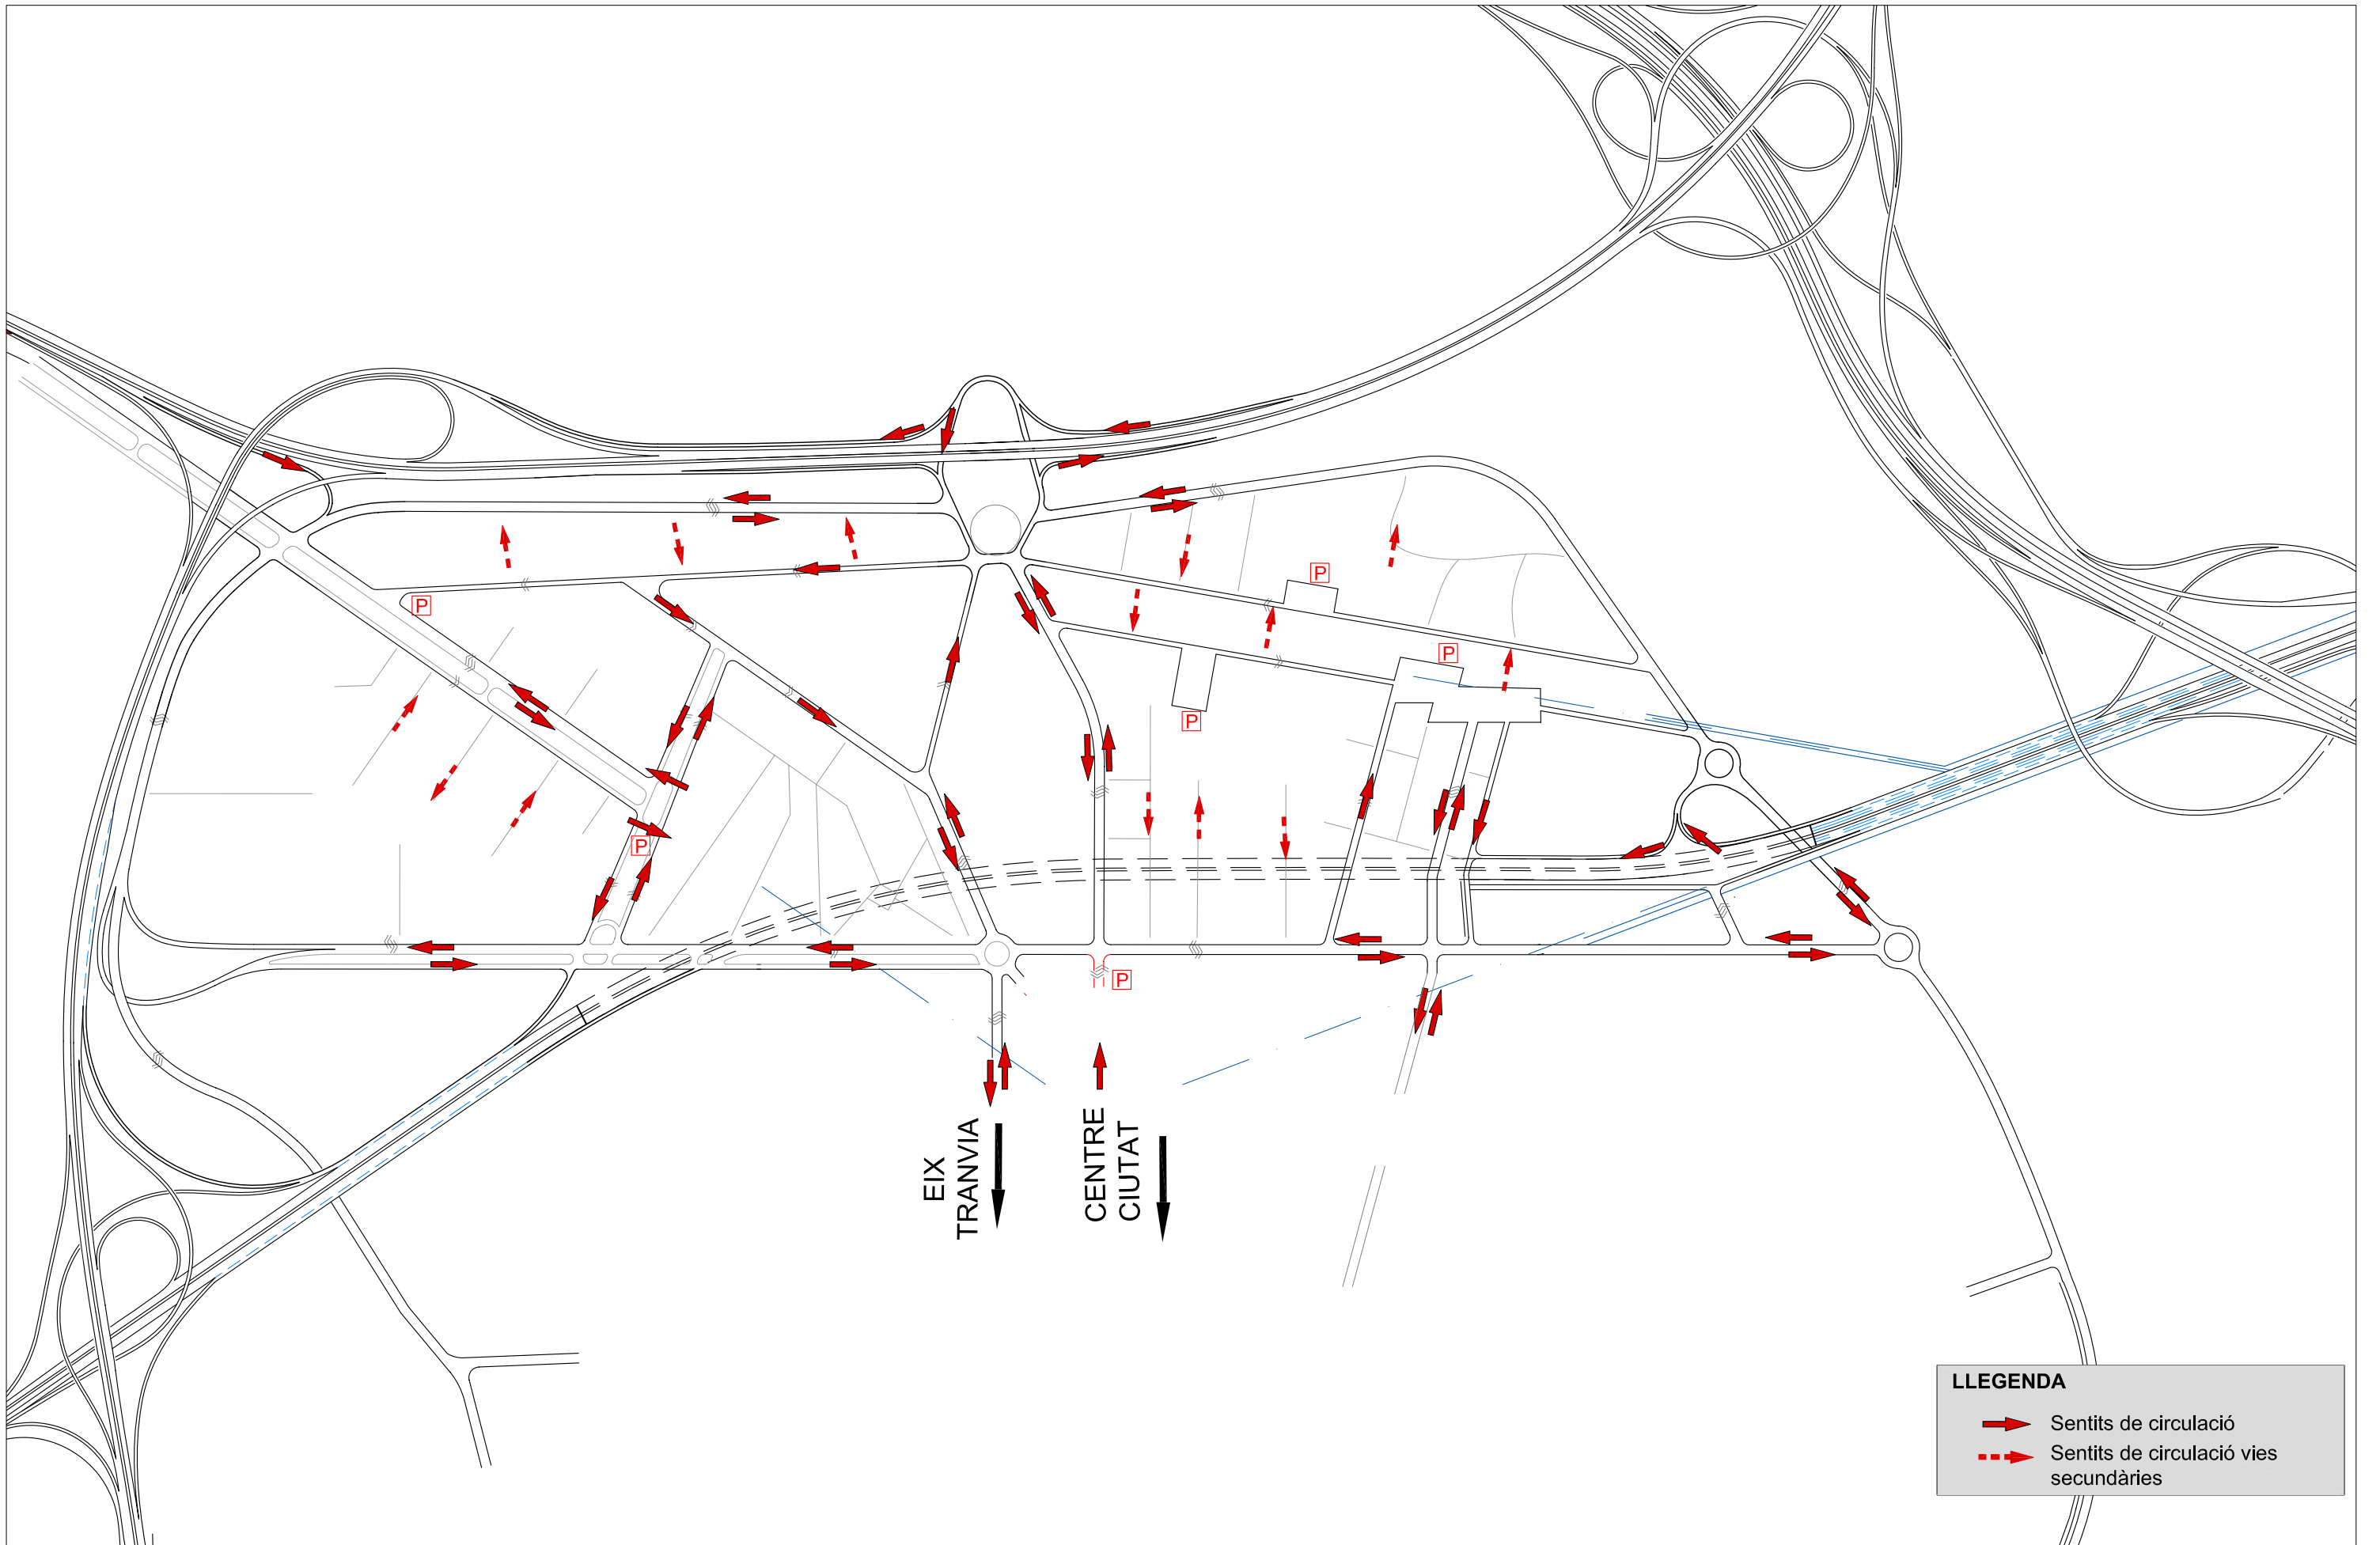 P
P
P
P
P
P
EIX
TRANVIA
CENTRE
CIUTAT
LLEGENDA
Sentits de circulació
Sentits de circulació vies
secundàries